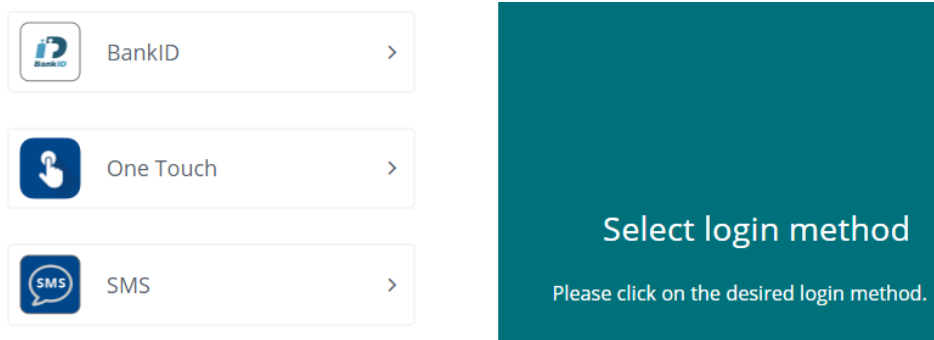 BankID
BankID
One Touch
SMS
SMS
Select login method
Please click on the desired login method.